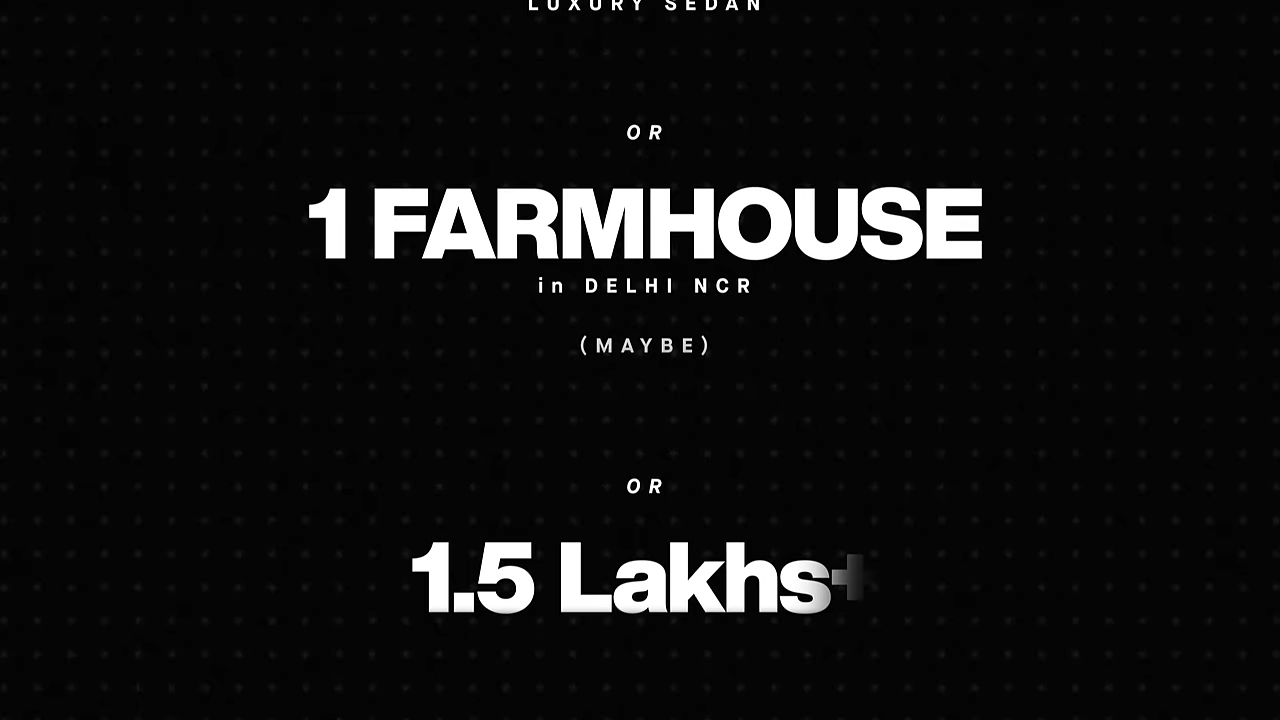 LUXURY SEDAN
OR
1 FARMHOUSE
in DELHI NCR
(MAYBE)
OR
1.5 Lakhs+